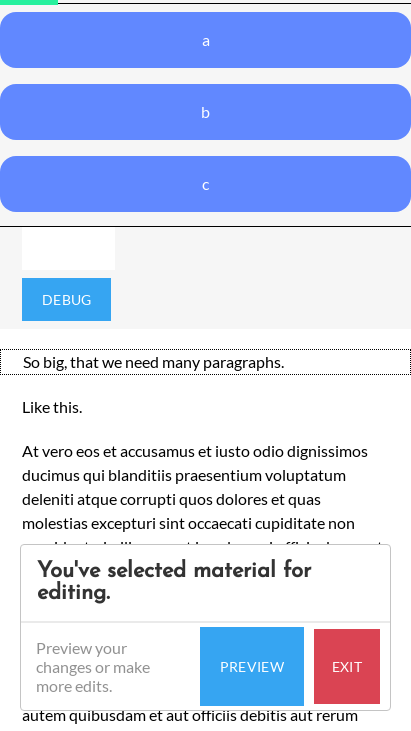 a
b
c
DEBUG
So big, that we need many paragraphs.
Like this.
At vero eos et accusamus et iusto odio dignissimos
ducimus qui blanditiis praesentium voluptatum
deleniti atque corrupti quos dolores et quas
molestias excepturi sint occaecati cupiditate non
You've selected material for
editing.
Preview your
changes or make
more edits.
PREVIEW
EXIT
autem quibusdam et aut officiis debitis aut rerum